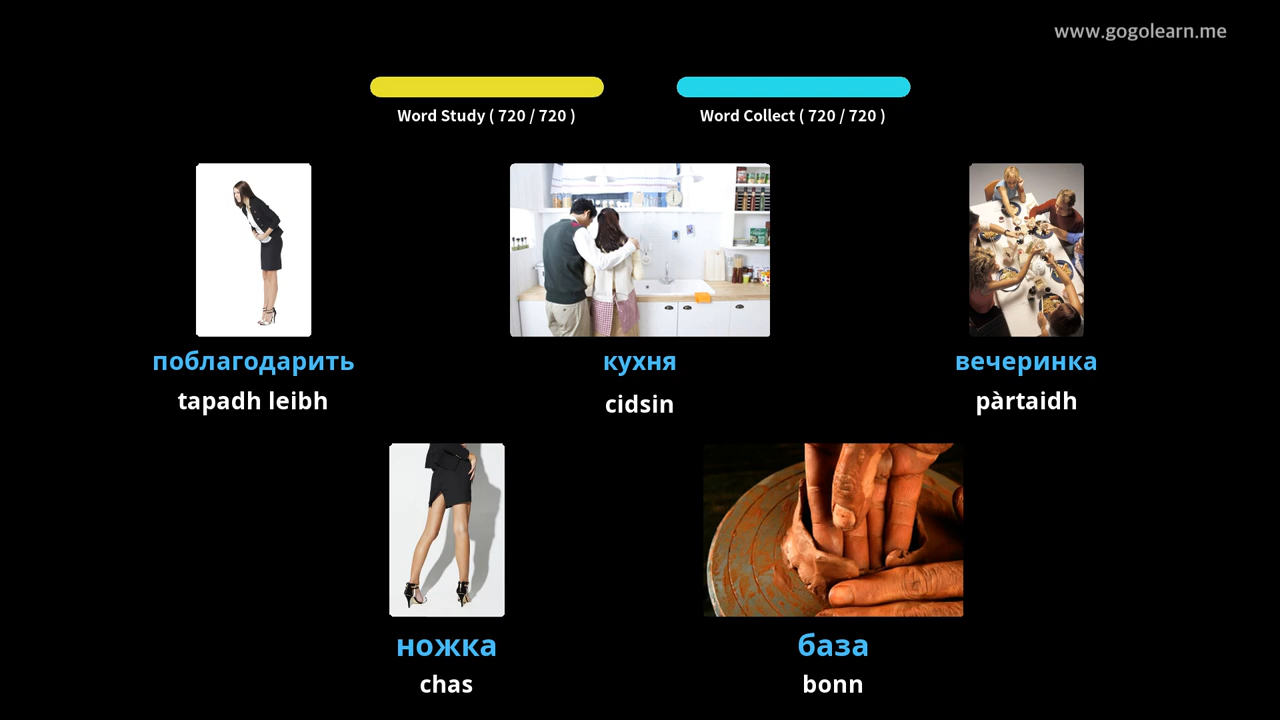 www.gogolearn.me
Word Study ( 720 / 720 )
Word Collect ( 720 / 720 )
поблагодарить
tapadh leibh
кухня
cidsin
вечеринка
pàrtaidh
ножка
chas
база
bonn